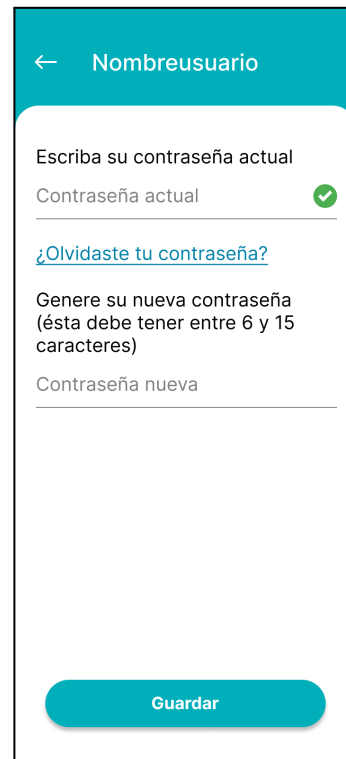 Nombreusuario
Escriba su contraseña actual
Contraseña actual
¿Olvidaste tu contraseña?
Genere su nueva contraseña
(ésta debe tener entre 6 y 15
caracteres)
Contraseña nueva
Guardar